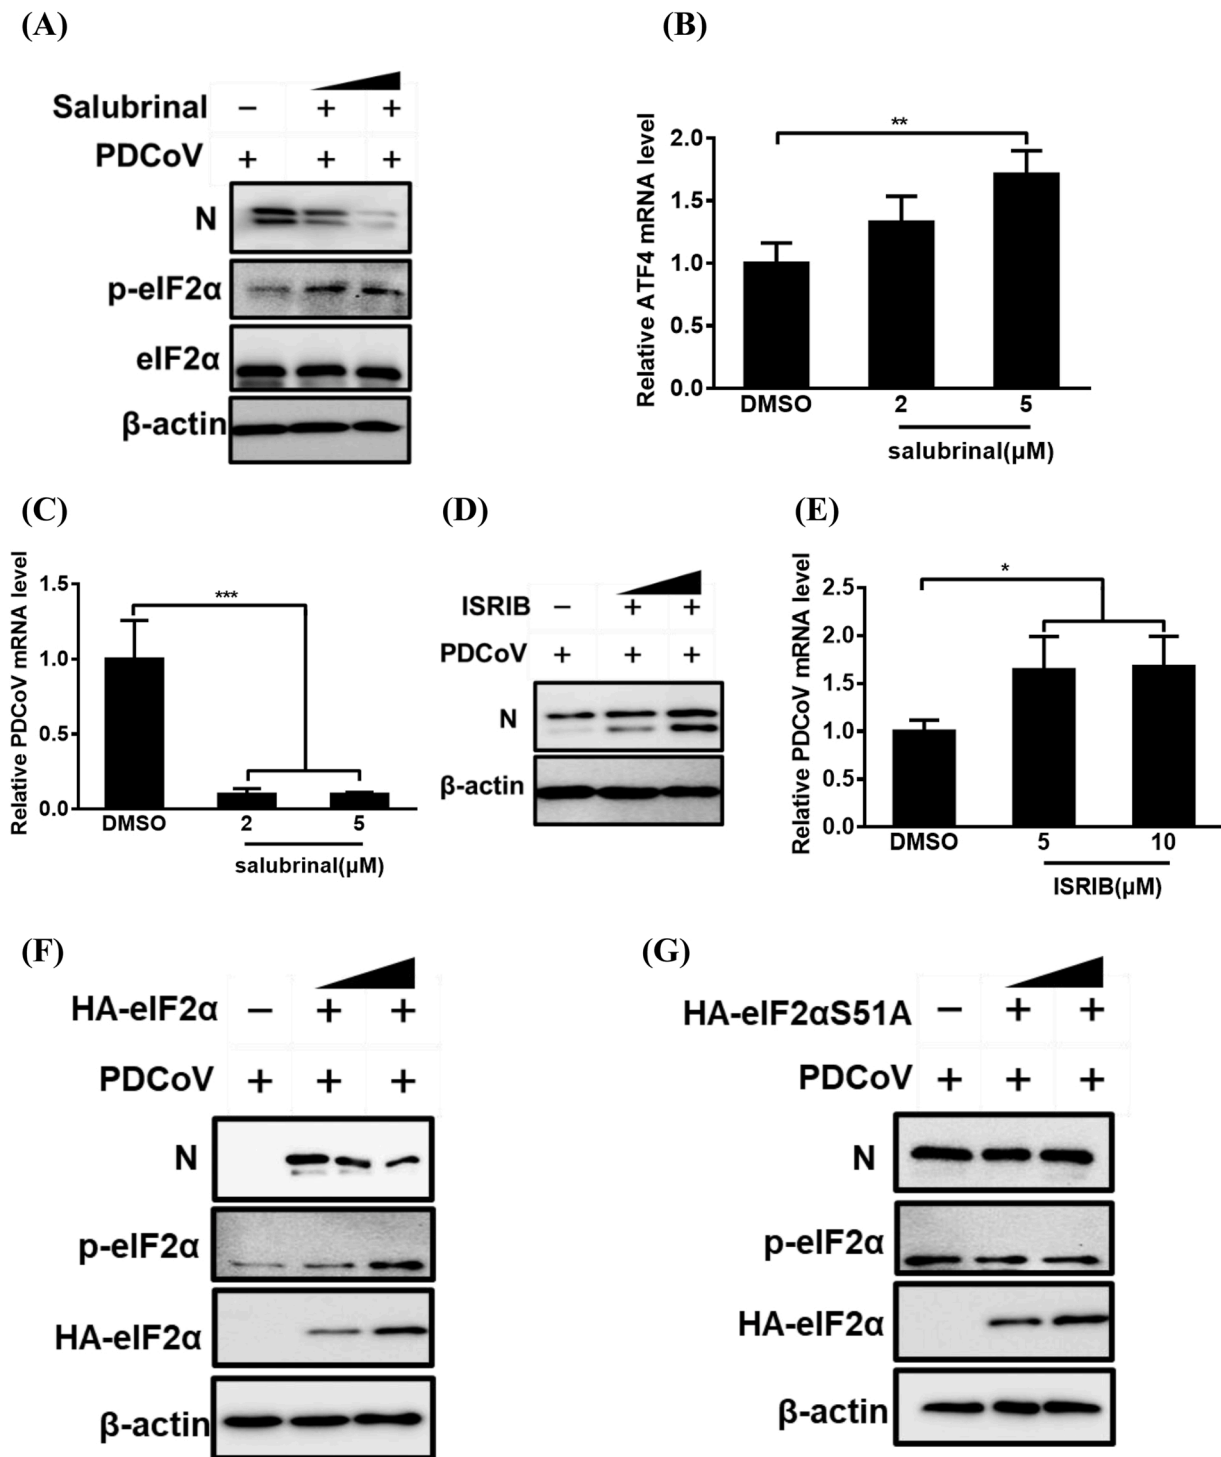 (A)
Salubrinal − + +
PDCoV + + +
N
p-eIF2α
eIF2α
β-actin
(B)
Relative ATF4 mRNA level
2.0
1.5
1.0
0.5
0.0
**
DMSO 2 5
salubrinal(μM)
(C)
Relative PDCoV mRNA level
1.5
1.0
0.5
0.0
***
DMSO 2 5
salubrinal(μM)
(D)
ISRIB − + +
PDCoV + + +
N
β-actin
(E)
Relative PDCoV mRNA level
2.5
2.0
1.5
1.0
0.5
0.0
*
DMSO 5 10
ISRIB(μM)
(F)
HA-eIF2α − + +
PDCoV + + +
N
p-eIF2α
HA-eIF2α
β-actin
(G)
HA-eIF2αS51A − + +
PDCoV + + +
N
p-eIF2α
HA-eIF2α
β-actin